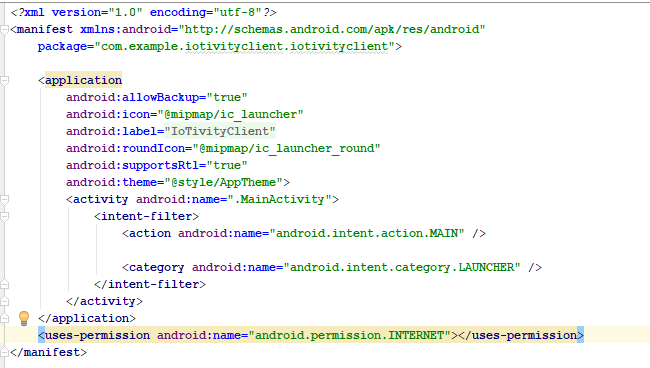 <?xml version="1.0" encoding="utf-8"?>
<manifest xmlns:android="http://schemas.android.com/apk/res/android"
    package="com.example.iotivityclient.iotivityclient">

    <application
        android:allowBackup="true"
        android:icon="@mipmap/ic_launcher"
        android:label="IoTivityClient"
        android:roundIcon="@mipmap/ic_launcher_round"
        android:supportsRtl="true"
        android:theme="@style/AppTheme">
        <activity android:name=".MainActivity">
            <intent-filter>
                <action android:name="android.intent.action.MAIN" />

                <category android:name="android.intent.category.LAUNCHER" />
            </intent-filter>
        </activity>
    </application>
    <uses-permission android:name="android.permission.INTERNET"></uses-permission>
</manifest>